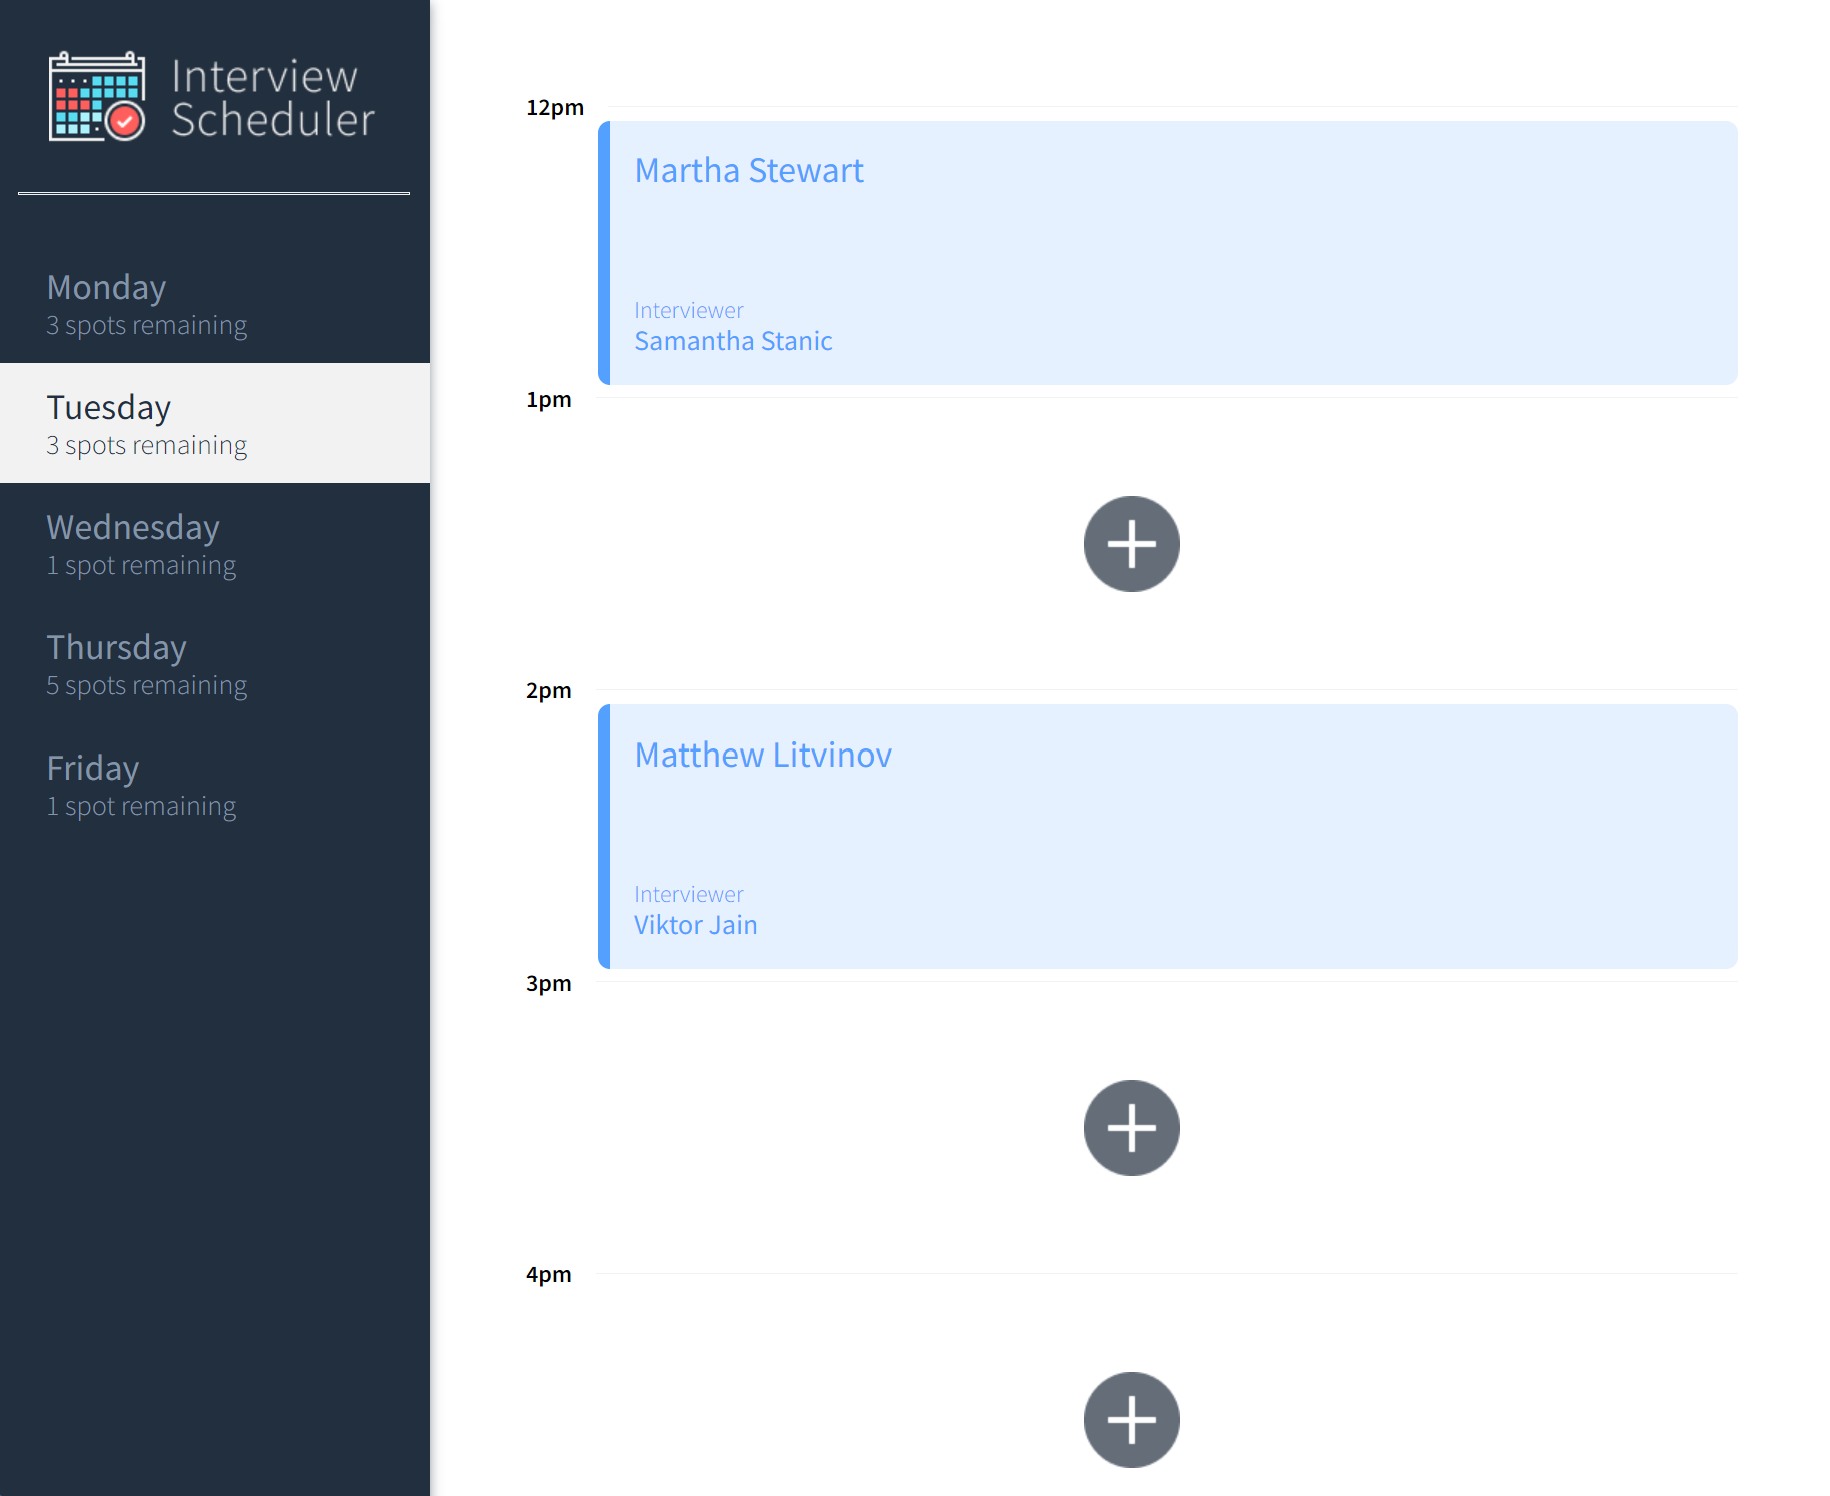 Interview
Scheduler
Monday
3 spots remaining
Tuesday
3 spots remaining
Wednesday
1 spot remaining
Thursday
5 spots remaining
Friday
1 spot remaining
12pm
Martha Stewart
Interviewer
Samantha Stanic
1pm
2pm
Matthew Litvinov
Interviewer
Viktor Jain
3pm
4pm